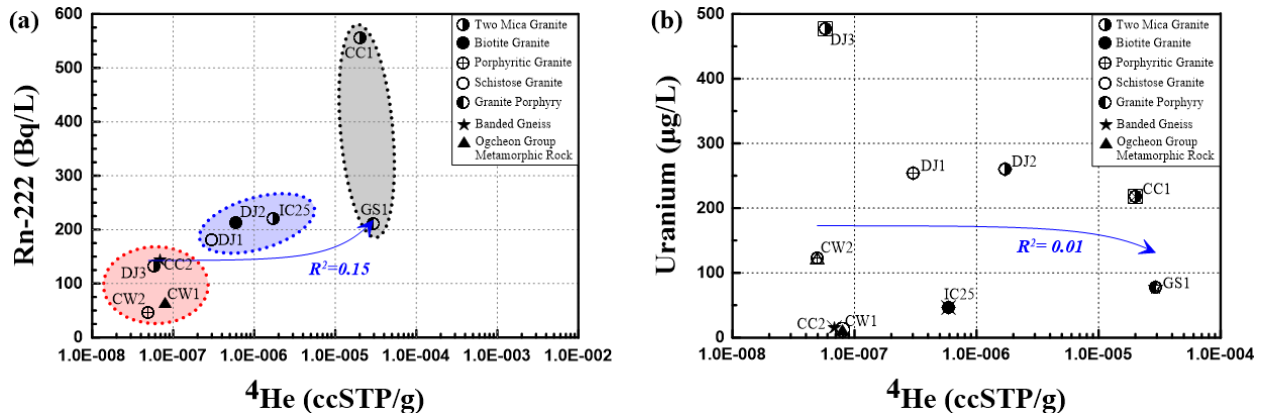 (a)
Rn-222 (Bq/L)
600
500
400
300
200
100
0
1.0E-008
1.0E-007
1.0E-006
1.0E-005
1.0E-004
1.0E-003
1.0E-002
4He (ccSTP/g)
CC1
GS1
IC25
DJ2
DJ1
CC2
DJ3
CW1
CW2
R2=0.15
Two Mica Granite
Biotite Granite
Porphyritic Granite
Schistose Granite
Granite Porphyry
Banded Gneiss
Ogcheon Group
Metamorphic Rock
(b)
Uranium (µg/L)
500
400
300
200
100
0
1.0E-008
1.0E-007
1.0E-006
1.0E-005
1.0E-004
4He (ccSTP/g)
DJ3
DJ1
DJ2
CC1
CW2
R2= 0.01
GS1
IC25
CC2
CW1
Two Mica Granite
Biotite Granite
Porphyritic Granite
Schistose Granite
Granite Porphyry
Banded Gneiss
Ogcheon Group
Metamorphic Rock